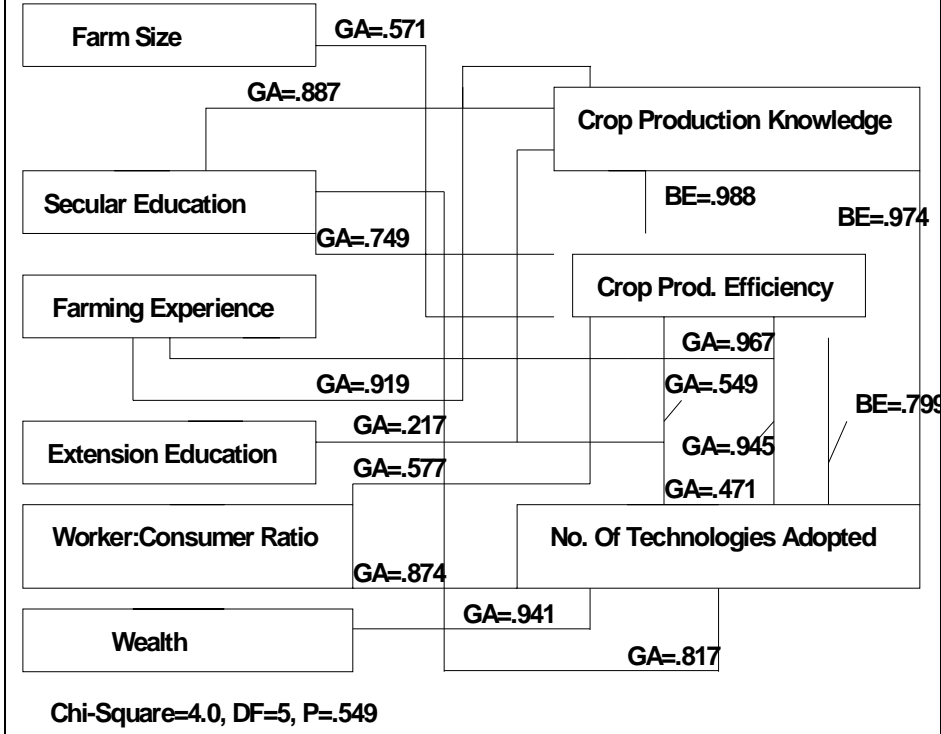 Farm Size
GA=.571
GA=.887
Crop Production Knowledge
Secular Education
BE=.988
BE=.974
GA=.749
Crop Prod. Efficiency
Farming Experience
GA=.967
GA=.919
GA=.549
BE=.799
GA=.217
Extension Education
GA=.945
GA=.577
GA=.471
Worker:Consumer Ratio
No. Of Technologies Adopted
GA=.874
GA=.941
Wealth
GA=.817
Chi-Square=4.0, DF=5, P=.549